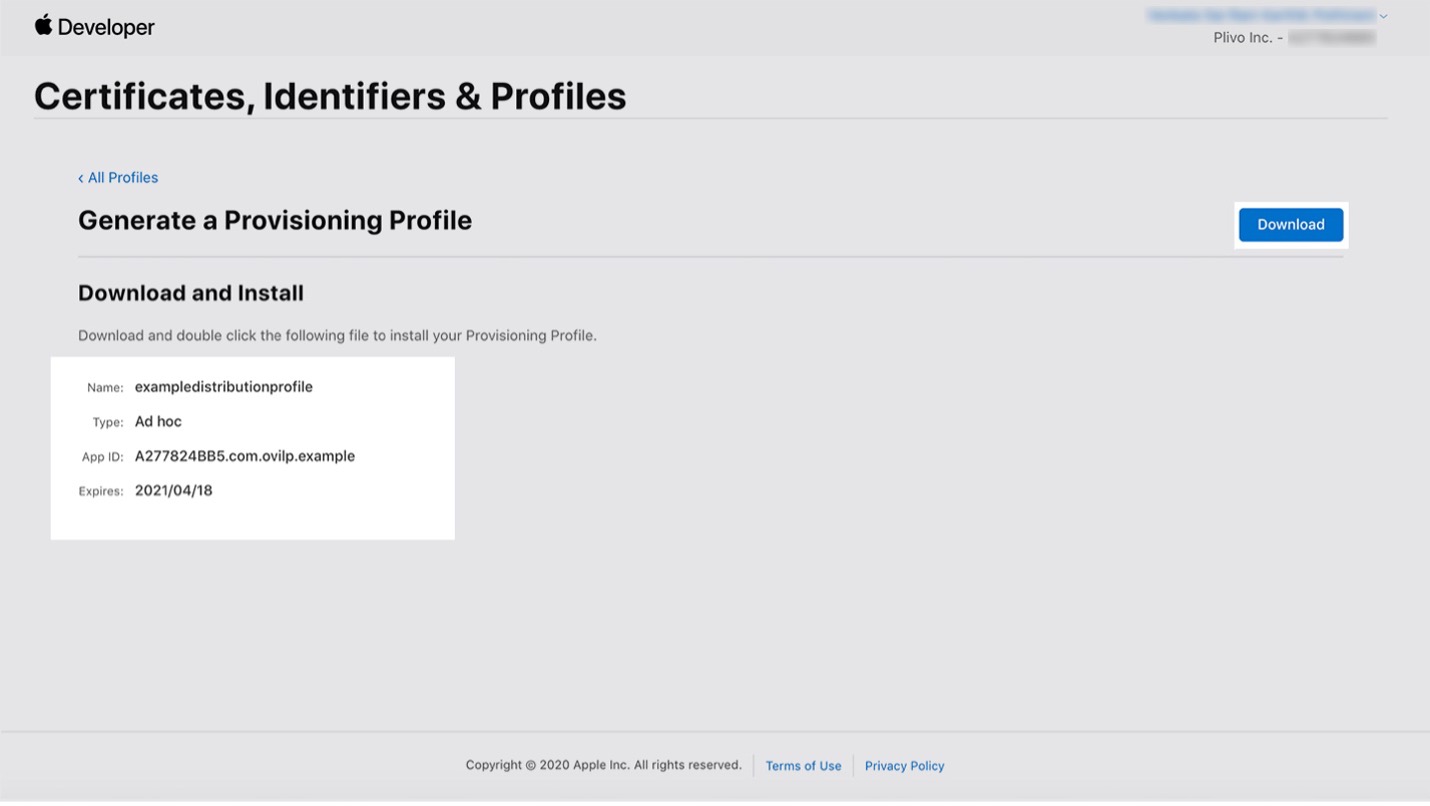 Developer
Plivo Inc. -
Certificates, Identifiers & Profiles
‹ All Profiles
Generate a Provisioning Profile
Download
Download and Install
Download and double click the following file to install your Provisioning Profile.
Name: exampledistributionprofile
Type: Ad hoc
App ID: A277824BB5.com.ovilp.example
Expires: 2021/04/18
Copyright © 2020 Apple Inc. All rights reserved. Terms of Use Privacy Policy